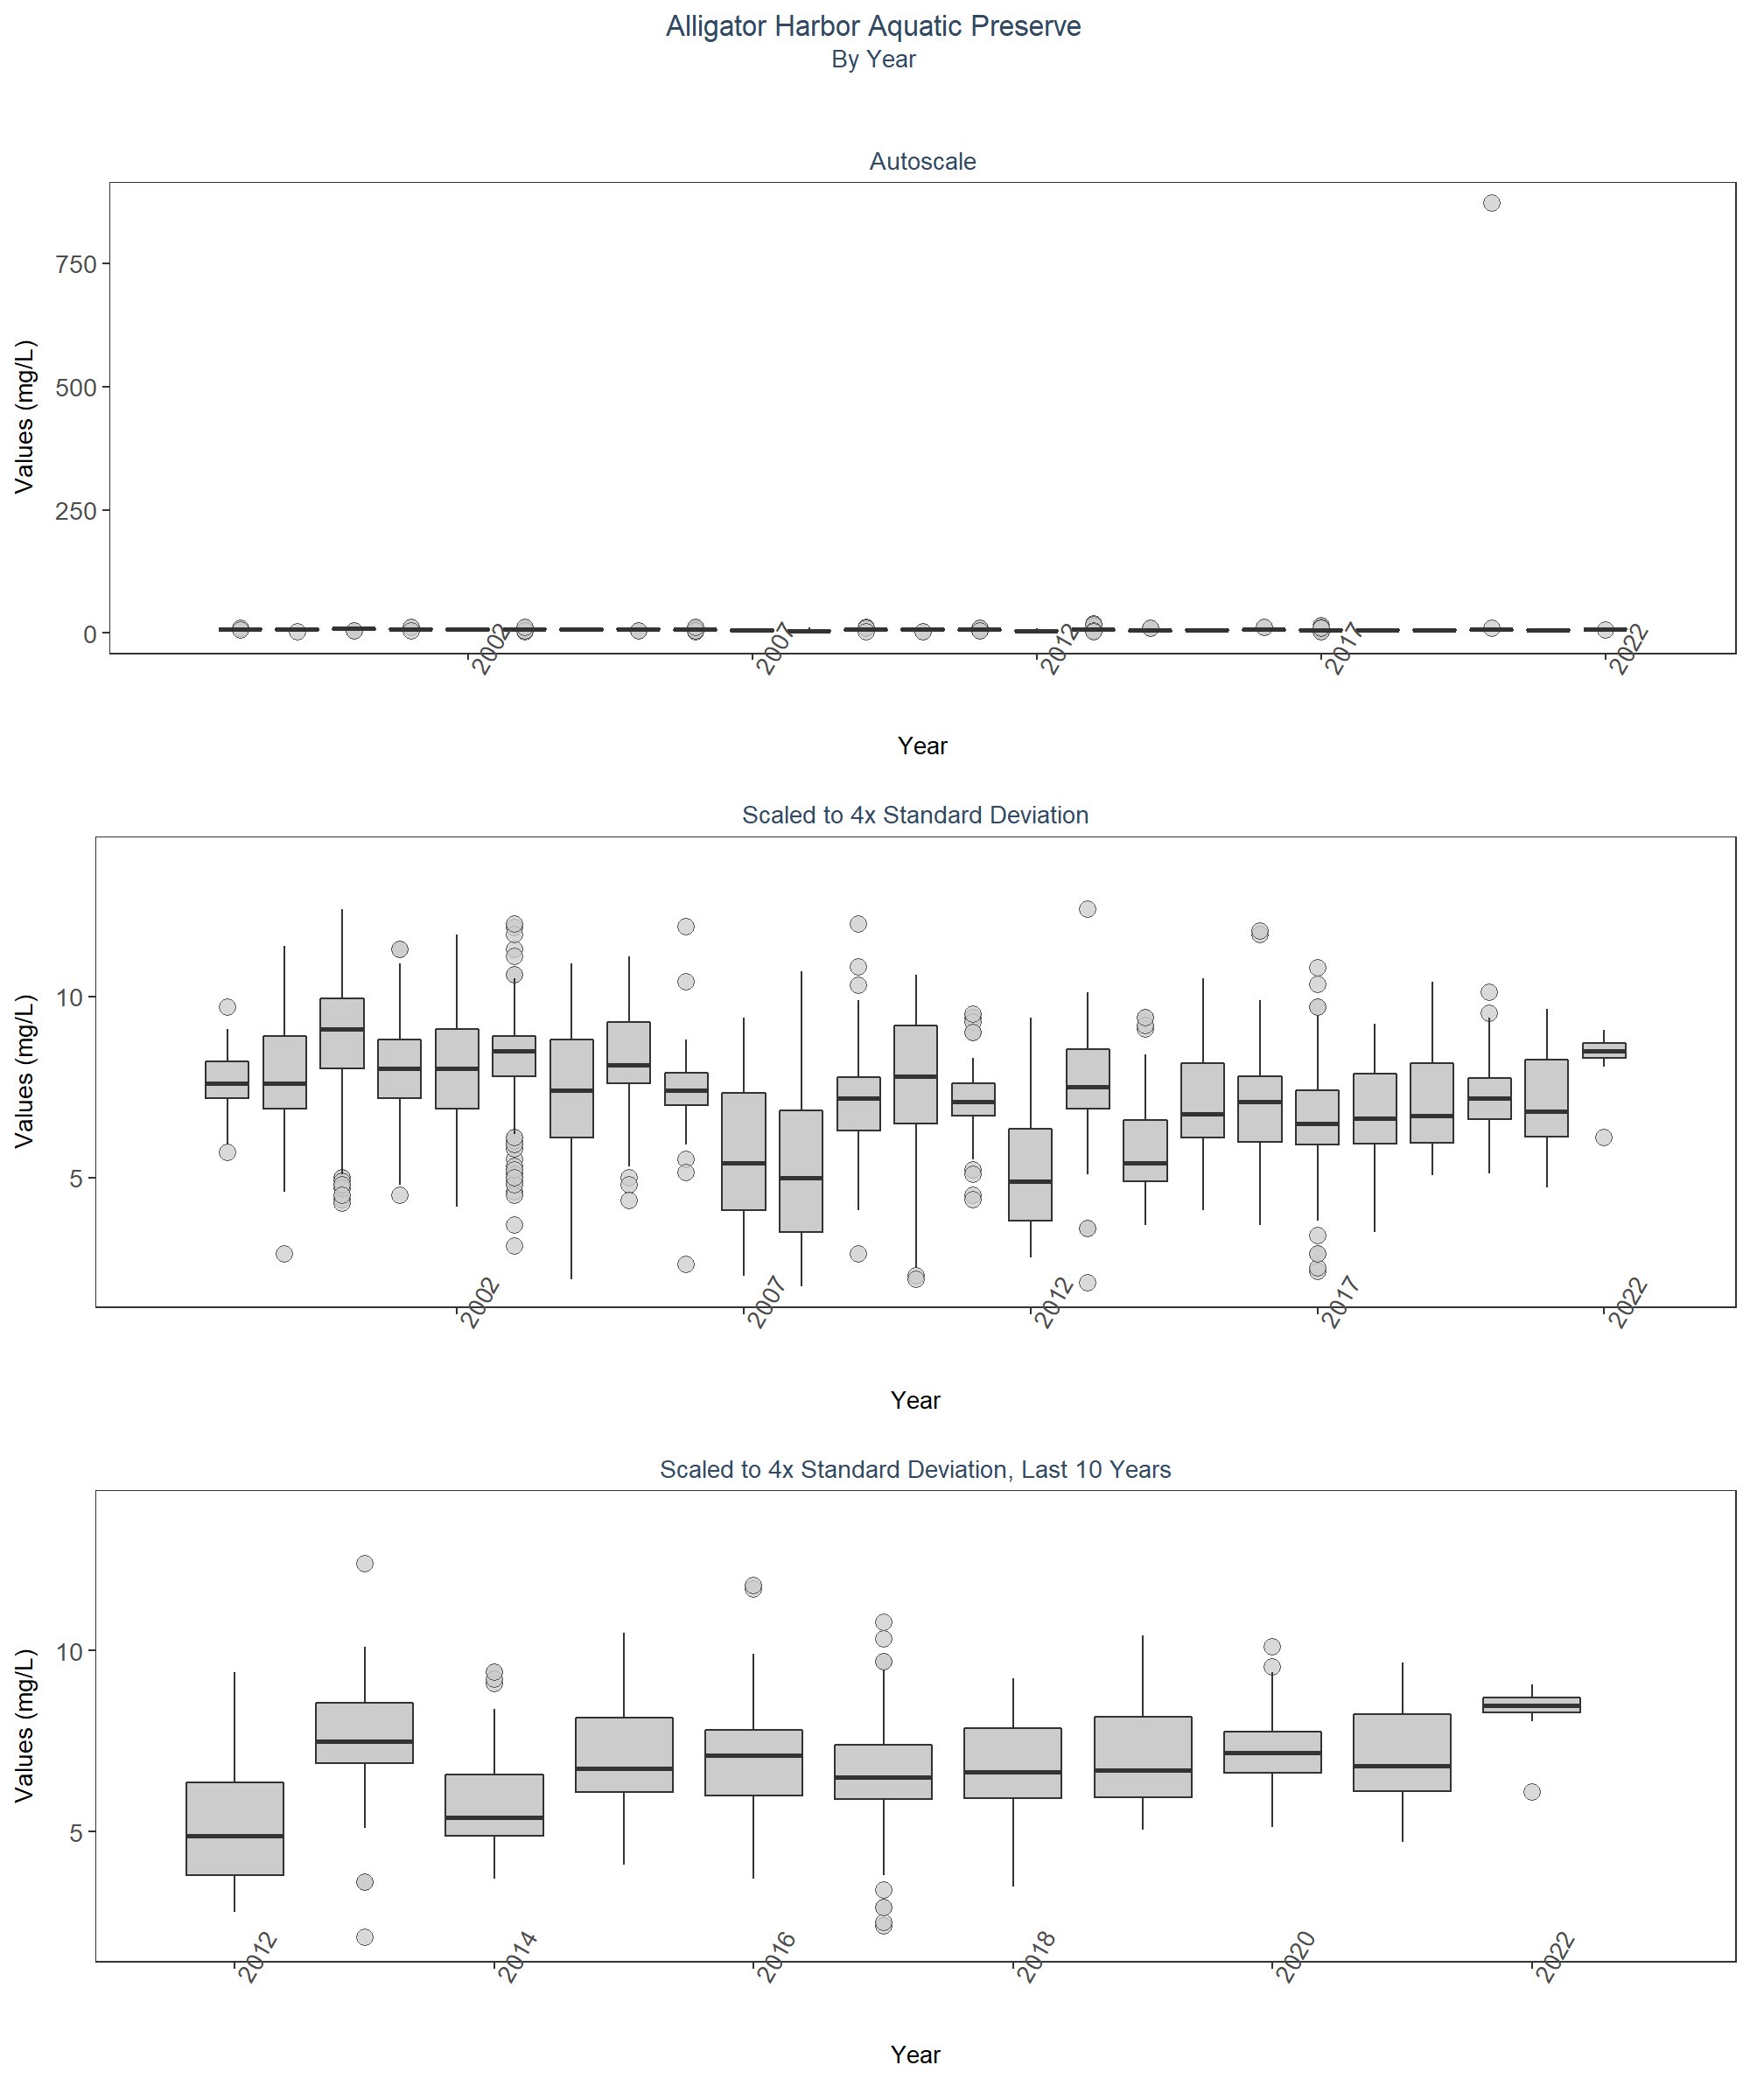 Alligator Harbor Aquatic Preserve
By Year
Autoscale
Values (mg/L)
750
500
250
0
2002
2007
2012
2017
2022
Year
Scaled to 4x Standard Deviation
Values (mg/L)
10
5
2002
2007
2012
2017
2022
Year
Scaled to 4x Standard Deviation, Last 10 Years
Values (mg/L)
10
5
2012
2014
2016
2018
2020
2022
Year